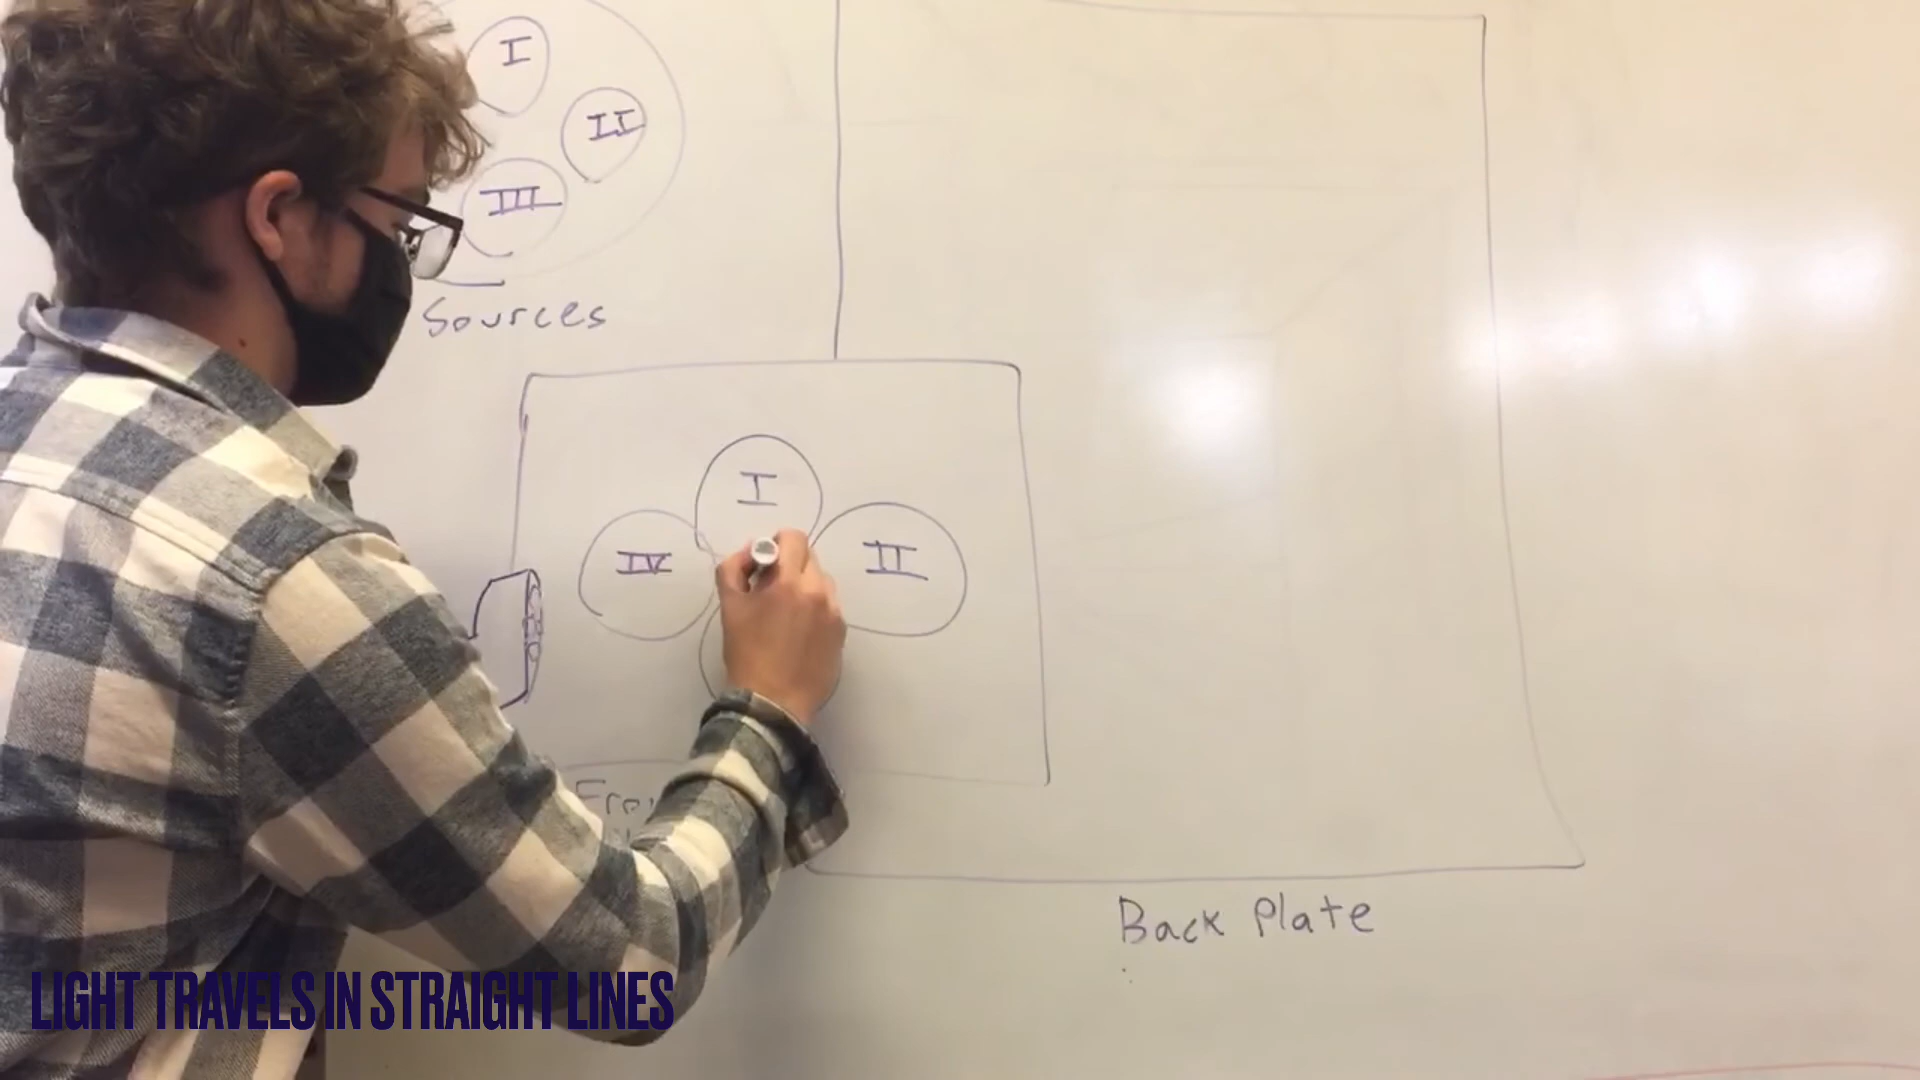 I
II
III
Sources
I
IV
II
Back Plate
LIGHT TRAVELS IN STRAIGHT LINES